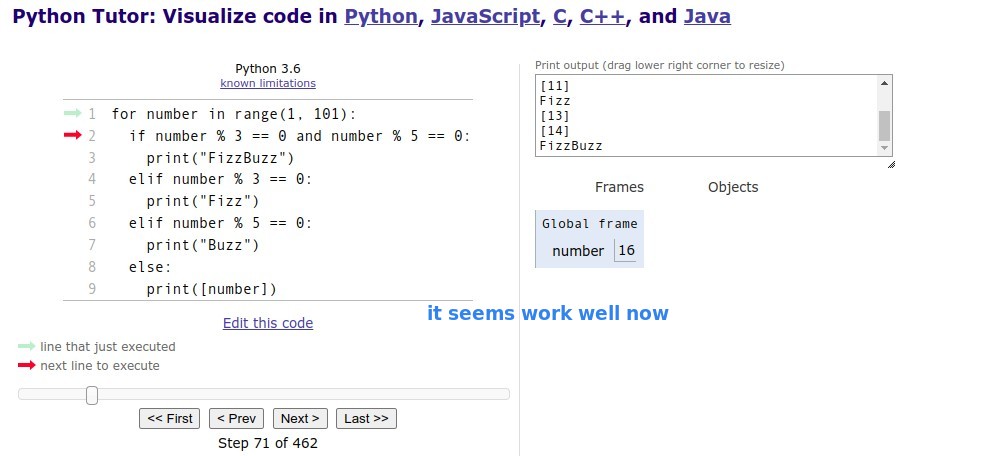 Python Tutor: Visualize code in Python, JavaScript, C, C++, and Java
Python 3.6
known limitations
1 for number in range(1, 101):
2   if number % 3 == 0 and number % 5 == 0:
3     print("FizzBuzz")
4   elif number % 3 == 0:
5     print("Fizz")
6   elif number % 5 == 0:
7     print("Buzz")
8   else:
9     print([number])
Edit this code
line that just executed
next line to execute
<< First
< Prev
Next >
Last >>
Step 71 of 462
Print output (drag lower right corner to resize)
[11]
Fizz
[13]
[14]
FizzBuzz
Frames
Objects
Global frame
number 16
it seems work well now